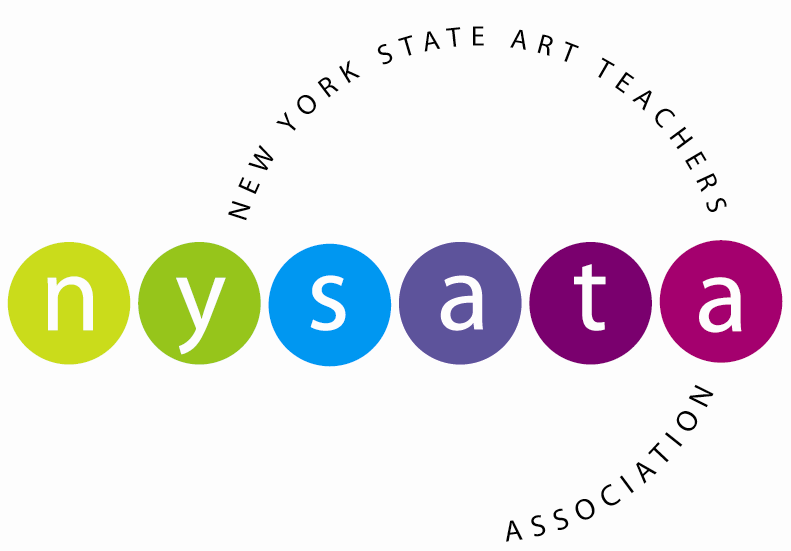 NEW YORK STATE ART TEACHERS
nysata
ASSOCIATION